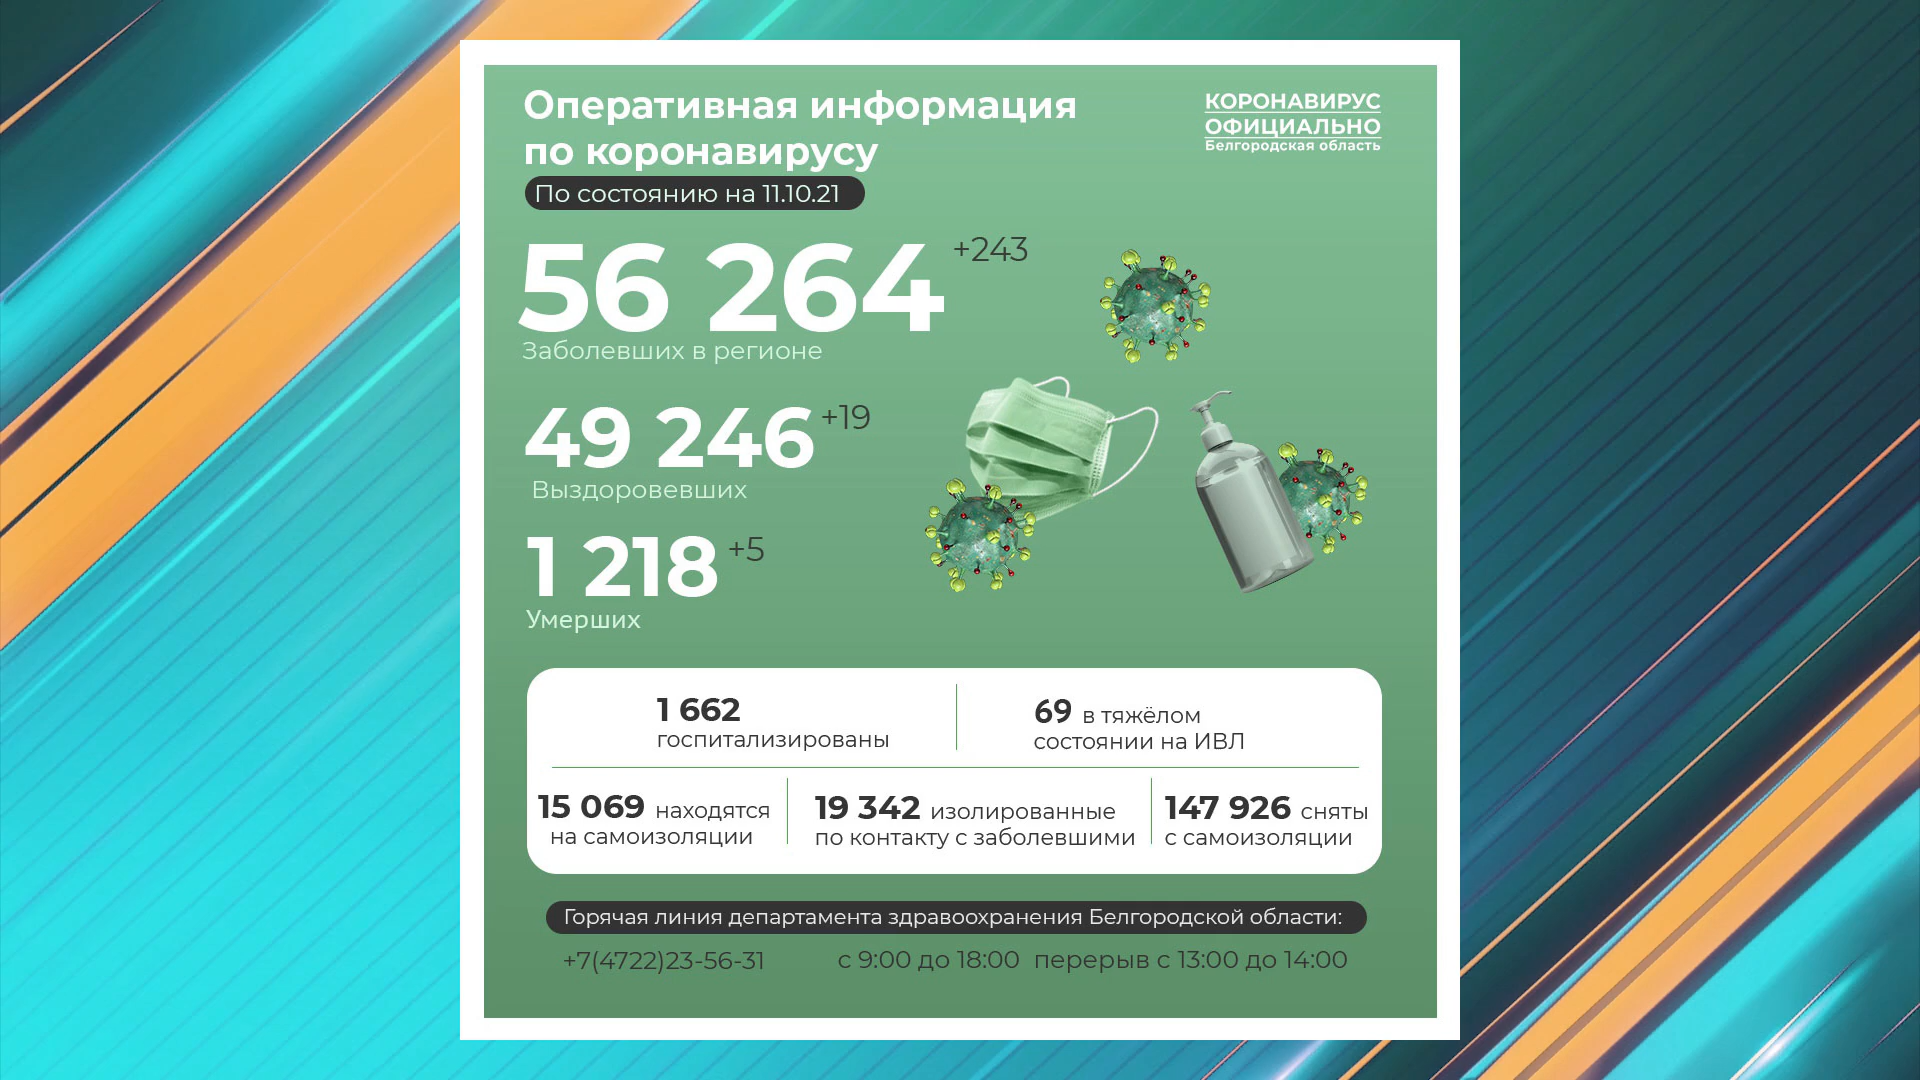 Оперативная информация
по коронавирусу
КОРОНАВИРУС
ОФИЦИАЛЬНО
Белгородская область
По состоянию на 11.10.21
56 264 +243
Заболевших в регионе
49 246 +19
Выздоровевших
1 218 +5
Умерших
1 662
госпитализированы
69 в тяжёлом
состоянии на ИВЛ
15 069 находятся
на самоизоляции
19 342 изолированные
по контакту с заболевшими
147 926 сняты
с самоизоляции
Горячая линия департамента здравоохранения Белгородской области:
+7(4722)23-56-31 с 9:00 до 18:00 перерыв с 13:00 до 14:00